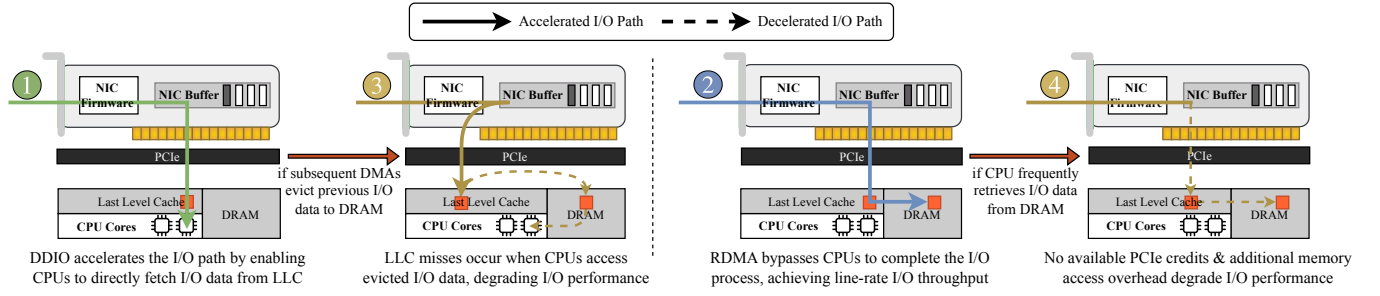 Accelerated I/O Path
Decelerated I/O Path
1
NIC
Firmware
NIC Buffer
PCIe
Last Level Cache
CPU Cores
DRAM
DDIO accelerates the I/O path by enabling
CPUs to directly fetch I/O data from LLC
if subsequent DMAs
evict previous I/O
data to DRAM
3
NIC
Firmware
NIC Buffer
PCIe
Last Level Cache
CPU Cores
DRAM
LLC misses occur when CPUs access
evicted I/O data, degrading I/O performance
2
NIC
Firmware
NIC Buffer
PCIe
Last Level Cache
CPU Cores
DRAM
RDMA bypasses CPUs to complete the I/O
process, achieving line-rate I/O throughput
if CPU frequently
retrieves I/O data
from DRAM
4
NIC
Firmware
NIC Buffer
PCIe
Last Level Cache
CPU Cores
DRAM
No available PCIe credits & additional memory
access overhead degrade I/O performance